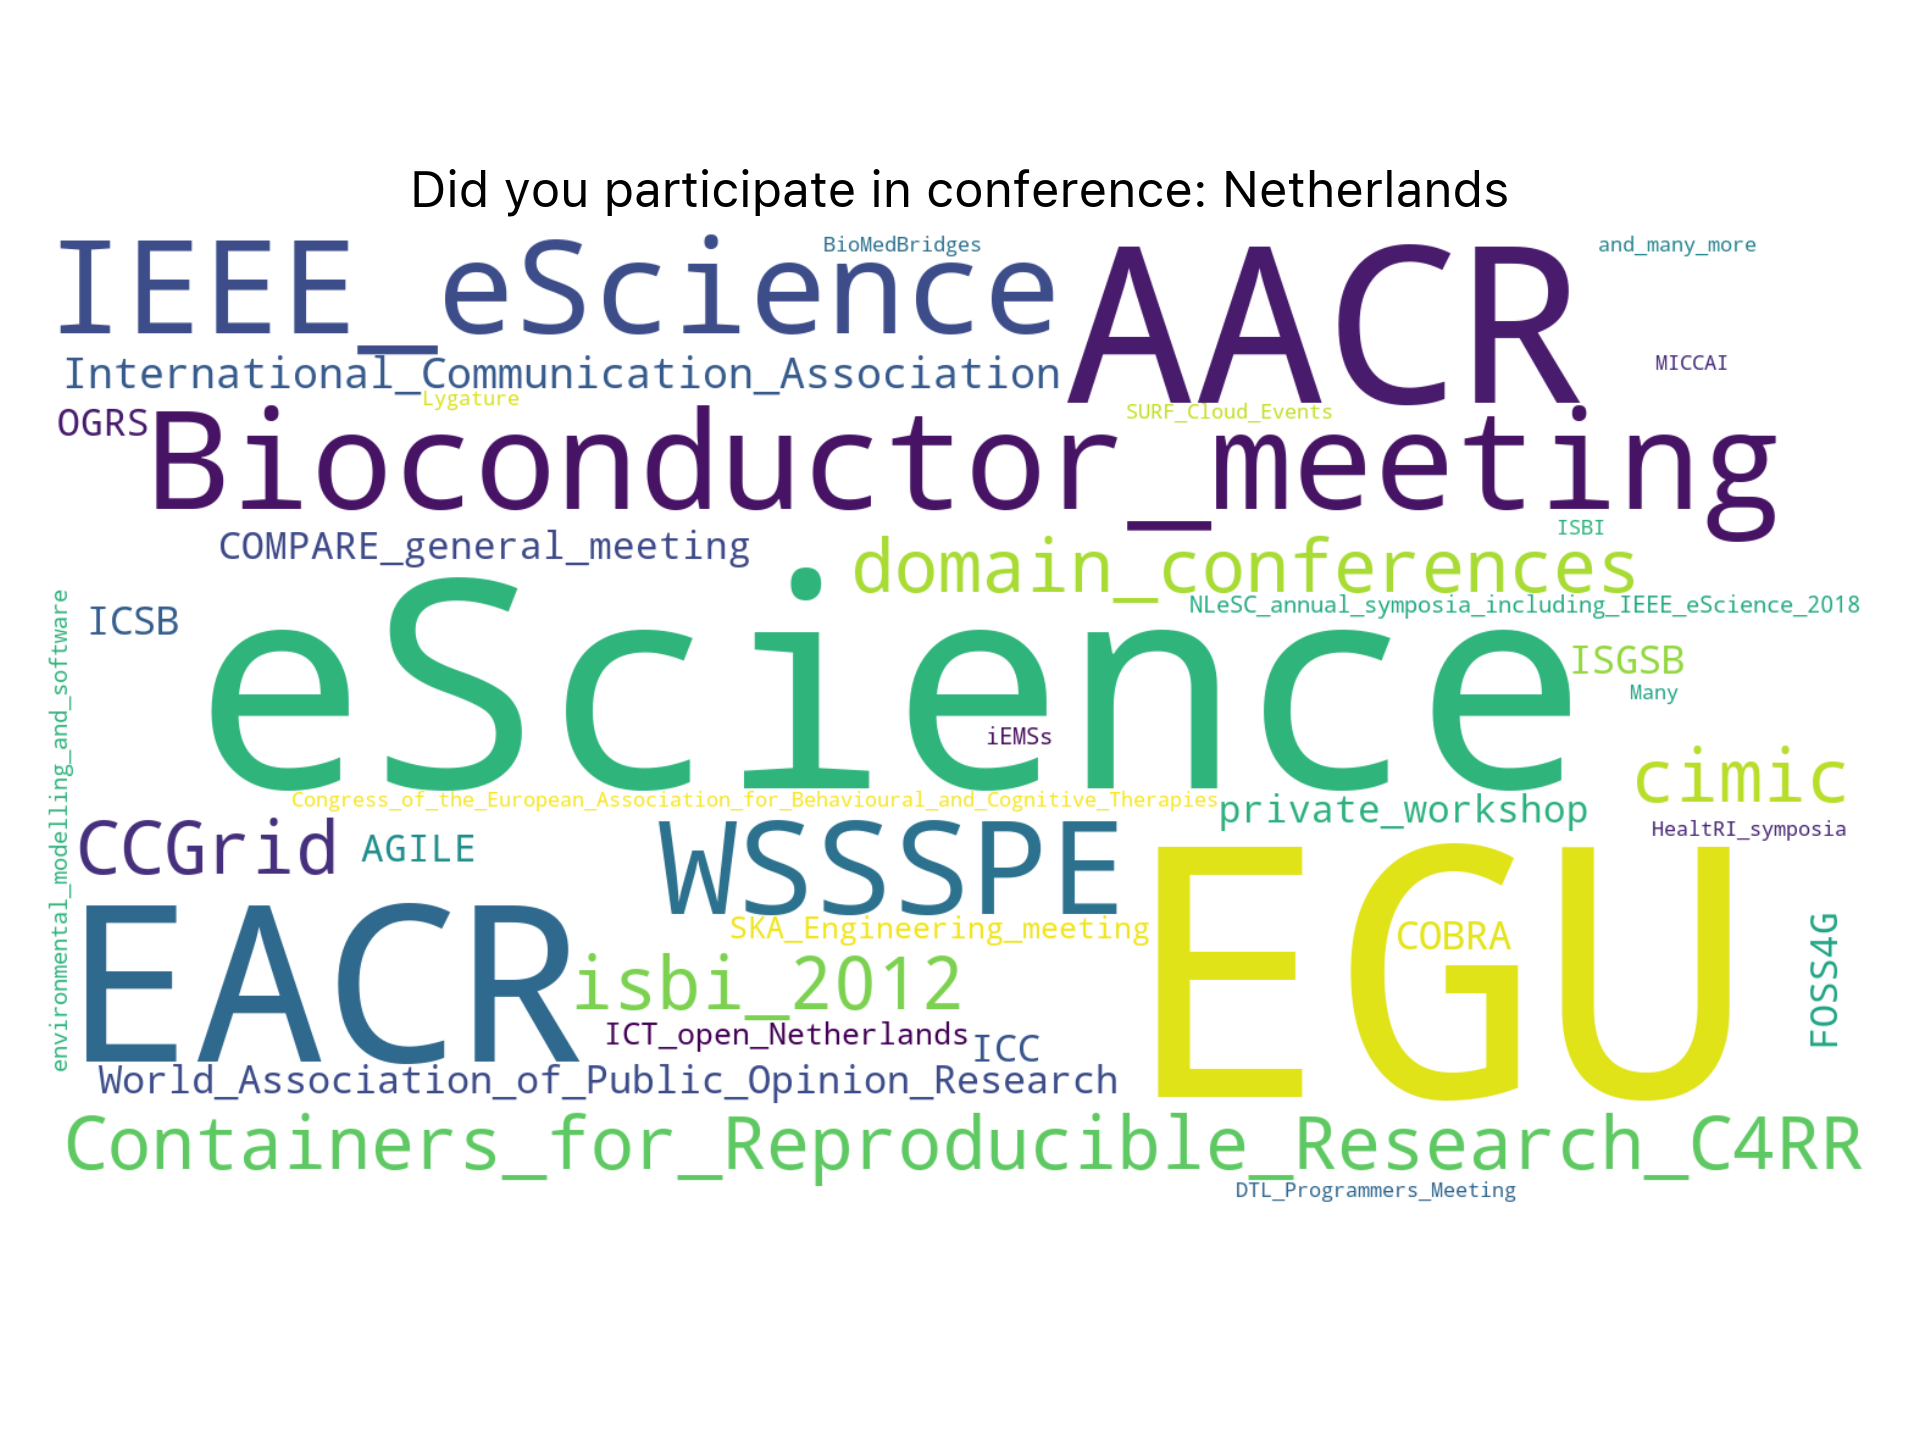 Did you participate in conference: Netherlands
IEEE_eScience
BioMedBridges
AACR
and_many_more
International_Communication_Association
MICCAI
Lygature
SURF_Cloud_Events
OGRS
Bioconductor_meeting
ISBI
COMPARE_general_meeting
domain_conferences
NLeSC_annual_symposia_including_IEEE_eScience_2018
ICSB
eScience
ISGSB
Many
iEMSs
cimic
environmental_modelling_and_software
Congress_of_the_European_Association_for_Behavioural_and_Cognitive_Therapies
private_workshop
HealtRI_symposia
CCGrid
AGILE
WSSSPE
EGU
SKA_Engineering_meeting
COBRA
FOSS4G
EACR
isbi_2012
ICT_open_Netherlands
ICC
World_Association_of_Public_Opinion_Research
Containers_for_Reproducible_Research_C4RR
DTL_Programmers_Meeting